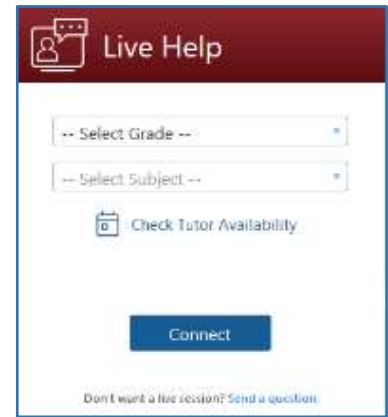 Live Help
-- Select Grade --
-- Select Subject --
Check Tutor Availability
Connect
Don't want a live session? Send a question